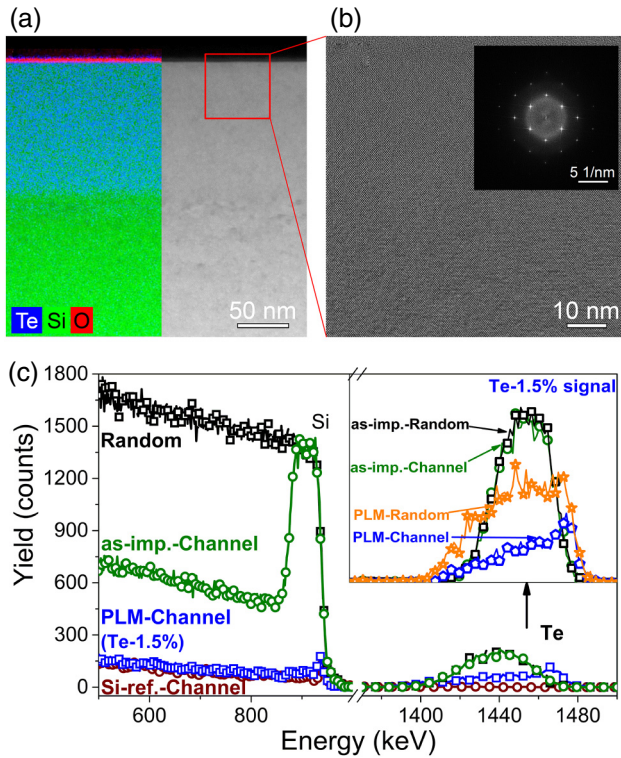 (a)
(b)
Te Si O
50 nm
5 1/nm
10 nm
(c)
1800
1500
1200
900
600
300
0
Yield (counts)
Random
Si
as-imp.-Channel
PLM-Channel
(Te-1.5%)
Si-ref.-Channel
Te-1.5% signal
as-imp.-Random
as-imp.-Channel
PLM-Random
PLM-Channel
Te
600 800 1400 1440 1480
Energy (keV)